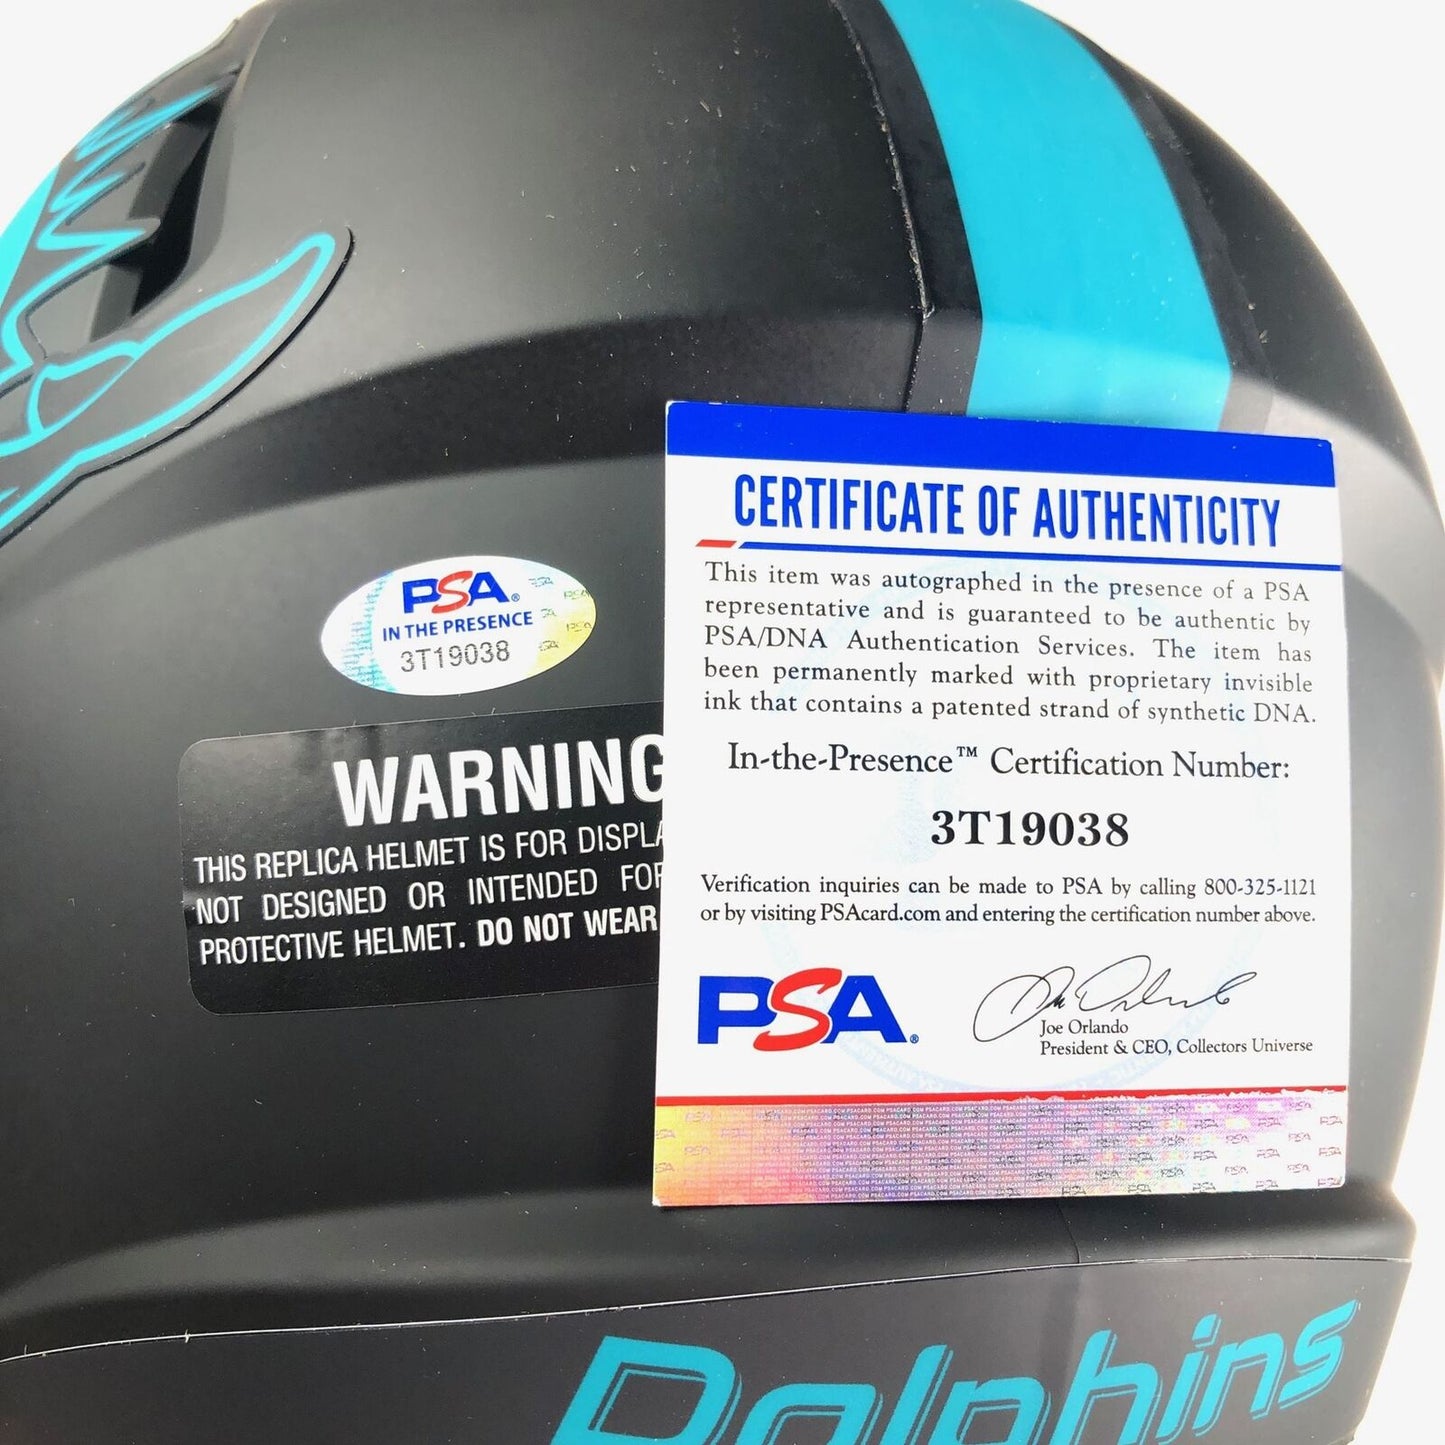 PSA®
IN THE PRESENCE
3T19038
WARNING
THIS REPLICA HELMET IS FOR DISPLA
NOT DESIGNED OR INTENDED FOR
PROTECTIVE HELMET. DO NOT WEAR
CERTIFICATE OF AUTHENTICITY
This item was autographed in the presence of a PSA
representative and is guaranteed to be authentic by
PSA/DNA Authentication Services. The item has
been permanently marked with proprietary invisible
ink that contains a patented strand of synthetic DNA.
In-the-Presence™ Certification Number:
3T19038
Verification inquiries can be made to PSA by calling 800-325-1121
or by visiting PSAcard.com and entering the certification number above.
PSA®
Joe Orlando
President & CEO, Collectors Universe
Dolphins